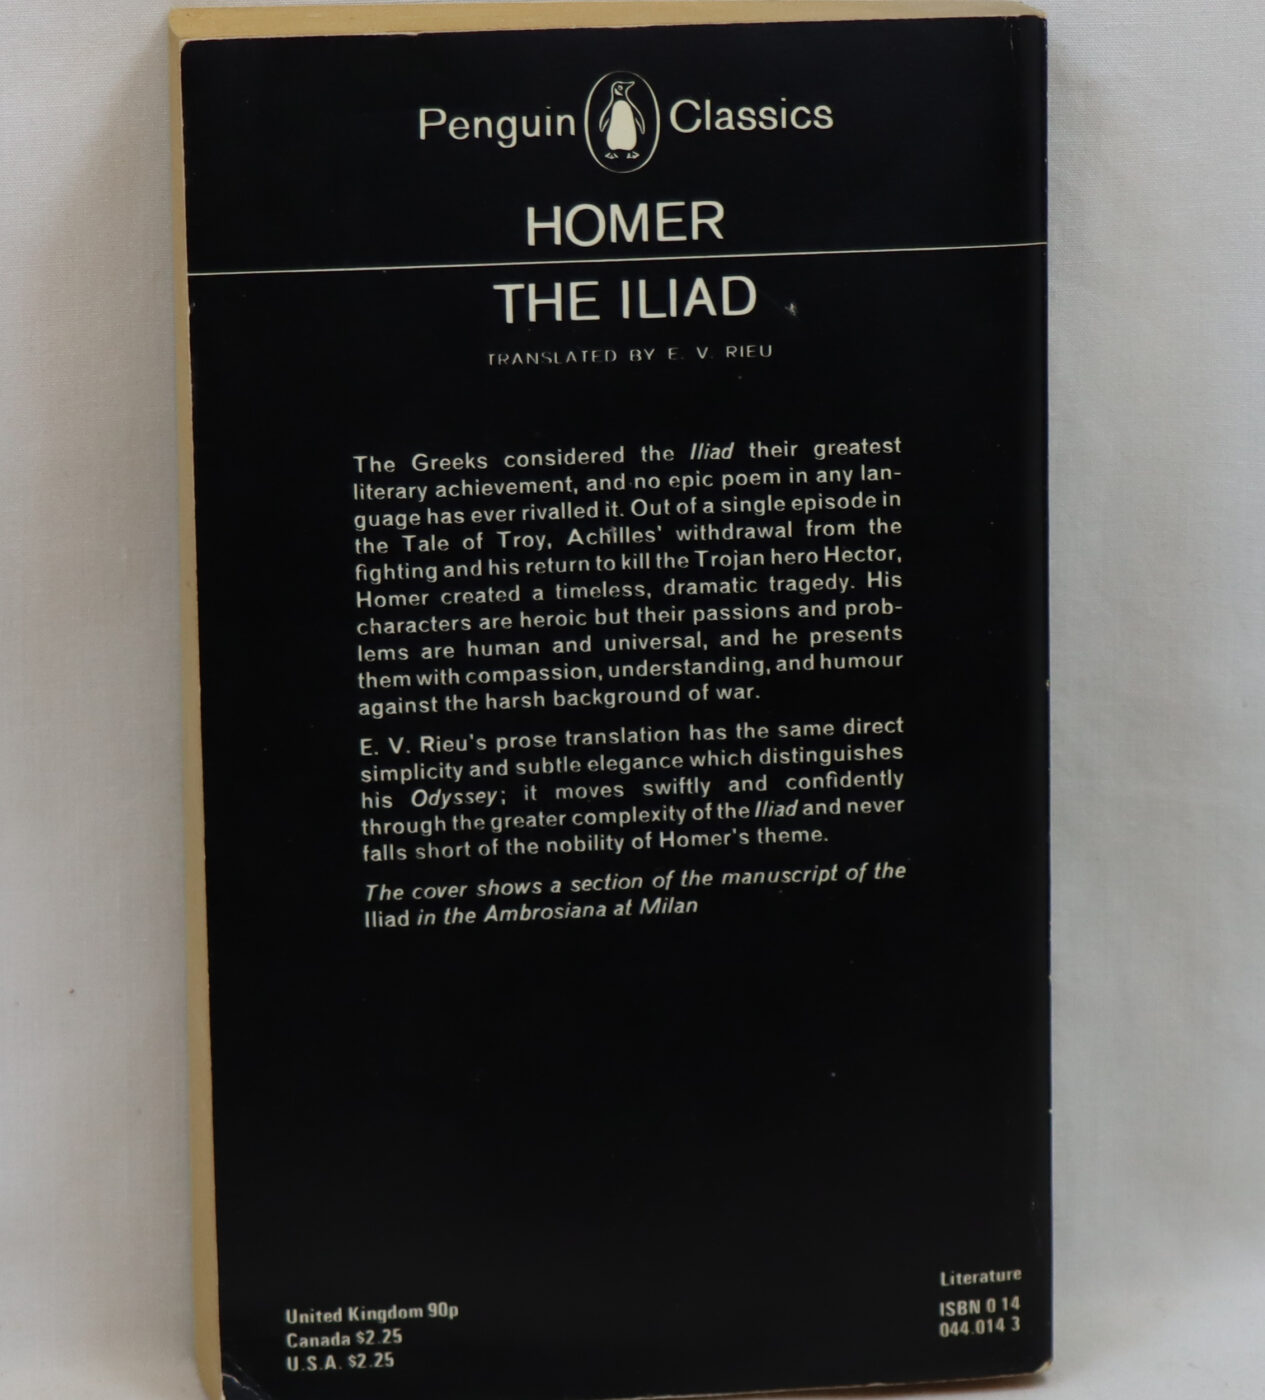 Penguin Classics
HOMER
THE ILIAD
TRANSLATED BY E. V. RIEU
The Greeks considered the Iliad their greatest
literary achievement, and no epic poem in any lan-
guage has ever rivalled it. Out of a single episode in
the Tale of Troy, Achilles' withdrawal from the
fighting and his return to kill the Trojan hero Hector,
Homer created a timeless, dramatic tragedy. His
characters are heroic but their passions and prob-
lems are human and universal, and he presents
them with compassion, understanding, and humour
against the harsh background of war.
E. V. Rieu's prose translation has the same direct
simplicity and subtle elegance which distinguishes
his Odyssey; it moves swiftly and confidently
through the greater complexity of the Iliad and never
falls short of the nobility of Homer's theme.
The cover shows a section of the manuscript of the
Iliad in the Ambrosiana at Milan
United Kingdom 90p
Canada $2.25
U.S.A. $2.25
Literature
ISBN 0 14
044.014 3